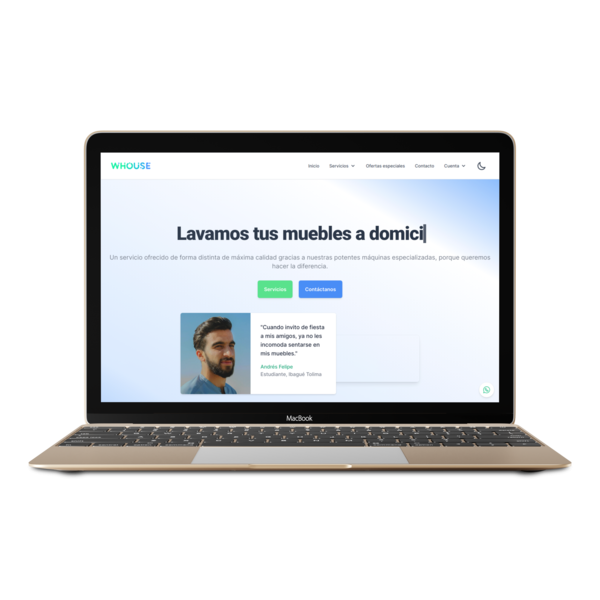 WHOUSE
Inicio Servicios Ofertas especiales Contacto Cuenta
Lavamos tus muebles a domici
Un servicio ofrecido de forma distinta de máxima calidad gracias a nuestras potentes máquinas especializadas, porque queremos
hacer la diferencia.
Servicios Contáctanos
"Cuando invito de fiesta
a mis amigos, ya no les
incomoda sentarse en
mis muebles."
Andrés Felipe
Estudiante, Ibagué Tolima
MacBook